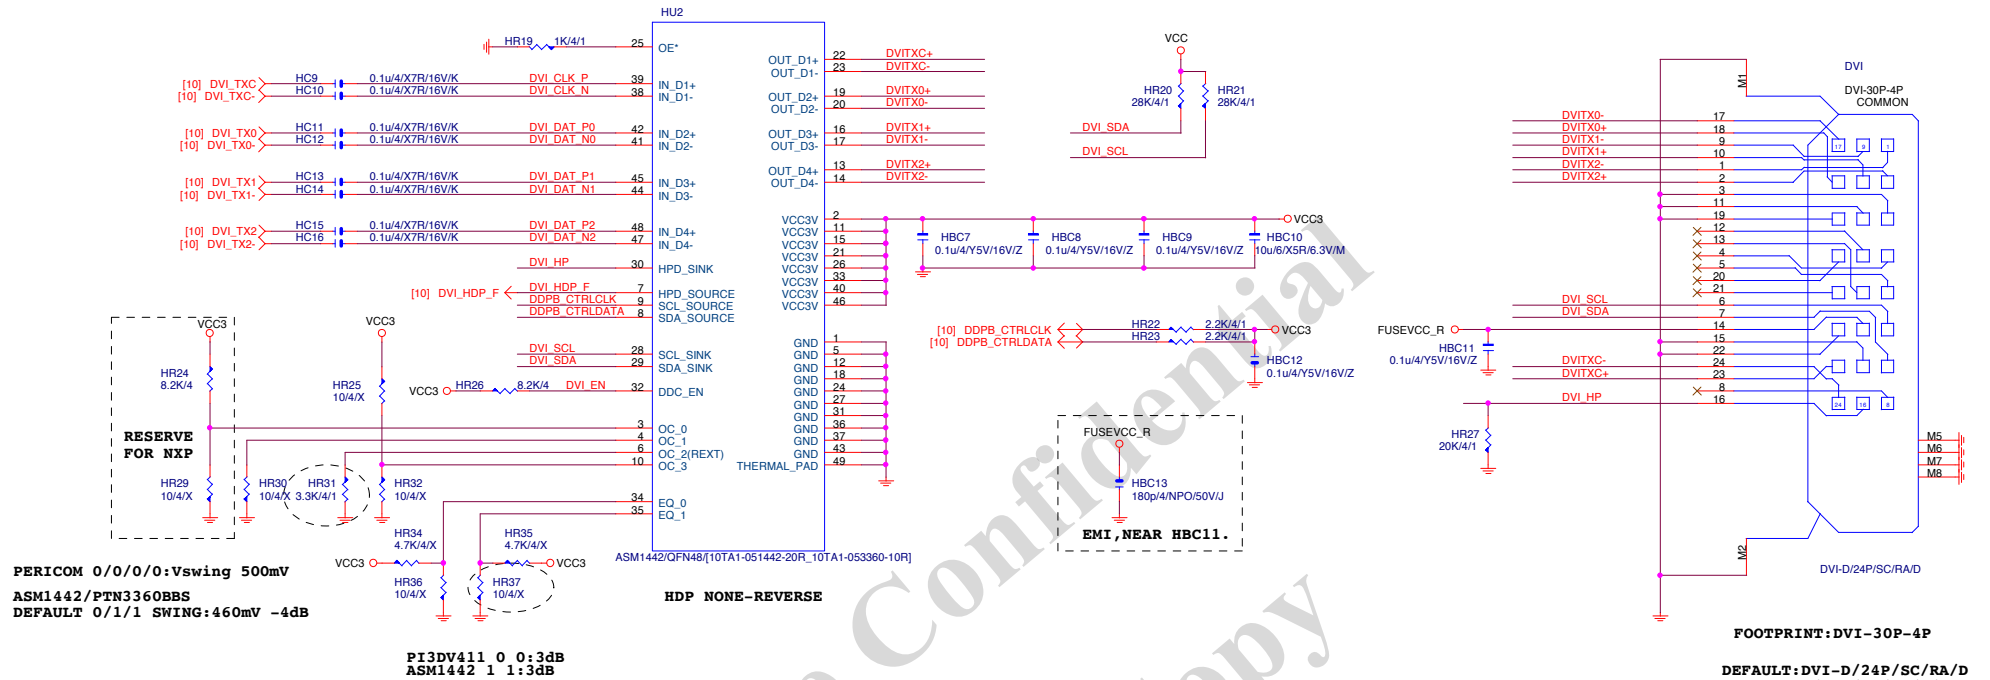 HU2
HR19 1K/4/1 25 OE*
[10] DVI_TXC HC9 0.1u/4/X7R/16V/K DVI_CLK_P 39 IN_D1+
[10] DVI_TXC- HC10 0.1u/4/X7R/16V/K DVI_CLK_N 38 IN_D1-
[10] DVI_TX0 HC11 0.1u/4/X7R/16V/K DVI_DAT_P0 42 IN_D2+
[10] DVI_TX0- HC12 0.1u/4/X7R/16V/K DVI_DAT_N0 41 IN_D2-
[10] DVI_TX1 HC13 0.1u/4/X7R/16V/K DVI_DAT_P1 45 IN_D3+
[10] DVI_TX1- HC14 0.1u/4/X7R/16V/K DVI_DAT_N1 44 IN_D3-
[10] DVI_TX2 HC15 0.1u/4/X7R/16V/K DVI_DAT_P2 48 IN_D4+
[10] DVI_TX2- HC16 0.1u/4/X7R/16V/K DVI_DAT_N2 47 IN_D4-
DVI_HP 30 HPD_SINK
[10] DVI_HDP_F DVI_HDP_F 7 HPD_SOURCE
DDPB_CTRLCLK 9 SCL_SOURCE
DDPB_CTRLDATA 8 SDA_SOURCE
DVI_SCL 28 SCL_SINK
DVI_SDA 29 SDA_SINK
VCC3 HR26 8.2K/4 DVI_EN 32 DDC_EN
3 OC_0
4 OC_1
6 OC_2(REXT)
10 OC_3
34 EQ_0
35 EQ_1
OUT_D1+ 22 DVITXC+
OUT_D1- 23 DVITXC-
OUT_D2+ 19 DVITX0+
OUT_D2- 20 DVITX0-
OUT_D3+ 16 DVITX1+
OUT_D3- 17 DVITX1-
OUT_D4+ 13 DVITX2+
OUT_D4- 14 DVITX2-
VCC3V 2
VCC3V 11
VCC3V 15
VCC3V 21
VCC3V 26
VCC3V 33
VCC3V 40
VCC3V 46
GND 1
GND 5
GND 12
GND 18
GND 24
GND 27
GND 31
GND 36
GND 37
GND 43
THERMAL_PAD 49
ASM1442/QFN48/[10TA1-051442-20R_10TA1-053360-10R]
HDP NONE-REVERSE
VCC3
HR24
8.2K/4
RESERVE
FOR NXP
HR29
10/4/X
HR30
10/4/X
HR31
3.3K/4/1
VCC3
HR25
10/4/X
HR32
10/4/X
HR34
4.7K/4/X
VCC3
HR36
10/4/X
HR35
4.7K/4/X
VCC3
HR37
10/4/X
PERICOM 0/0/0/0:Vswing 500mV
ASM1442/PTN3360BBS
DEFAULT 0/1/1 SWING:460mV -4dB
PI3DV411 0 0:3dB
ASM1442 1 1:3dB
VCC
HR20
28K/4/1
HR21
28K/4/1
DVI_SDA
DVI_SCL
VCC3
HBC7
0.1u/4/Y5V/16V/Z
HBC8
0.1u/4/Y5V/16V/Z
HBC9
0.1u/4/Y5V/16V/Z
HBC10
10u/6/X5R/6.3V/M
[10] DDPB_CTRLCLK HR22 2.2K/4/1 VCC3
[10] DDPB_CTRLDATA HR23 2.2K/4/1
HBC12
0.1u/4/Y5V/16V/Z
FUSEVCC_R
HBC13
180p/4/NPO/50V/J
EMI,NEAR HBC11.
DVI
DVI-30P-4P
COMMON
M1
DVITX0- 17
DVITX0+ 18
DVITX1- 9
DVITX1+ 10
DVITX2- 1
DVITX2+ 2
3
11
19
12
13
4
5
20
21
DVI_SCL 6
DVI_SDA 7
FUSEVCC_R 14
15
22
DVITXC- 24
DVITXC+ 23
8
DVI_HP 16
HBC11
0.1u/4/Y5V/16V/Z
HR27
20K/4/1
17 9 1
24 16 8
M5
M6
M7
M8
M2
DVI-D/24P/SC/RA/D
FOOTPRINT:DVI-30P-4P
DEFAULT:DVI-D/24P/SC/RA/D
Confidential